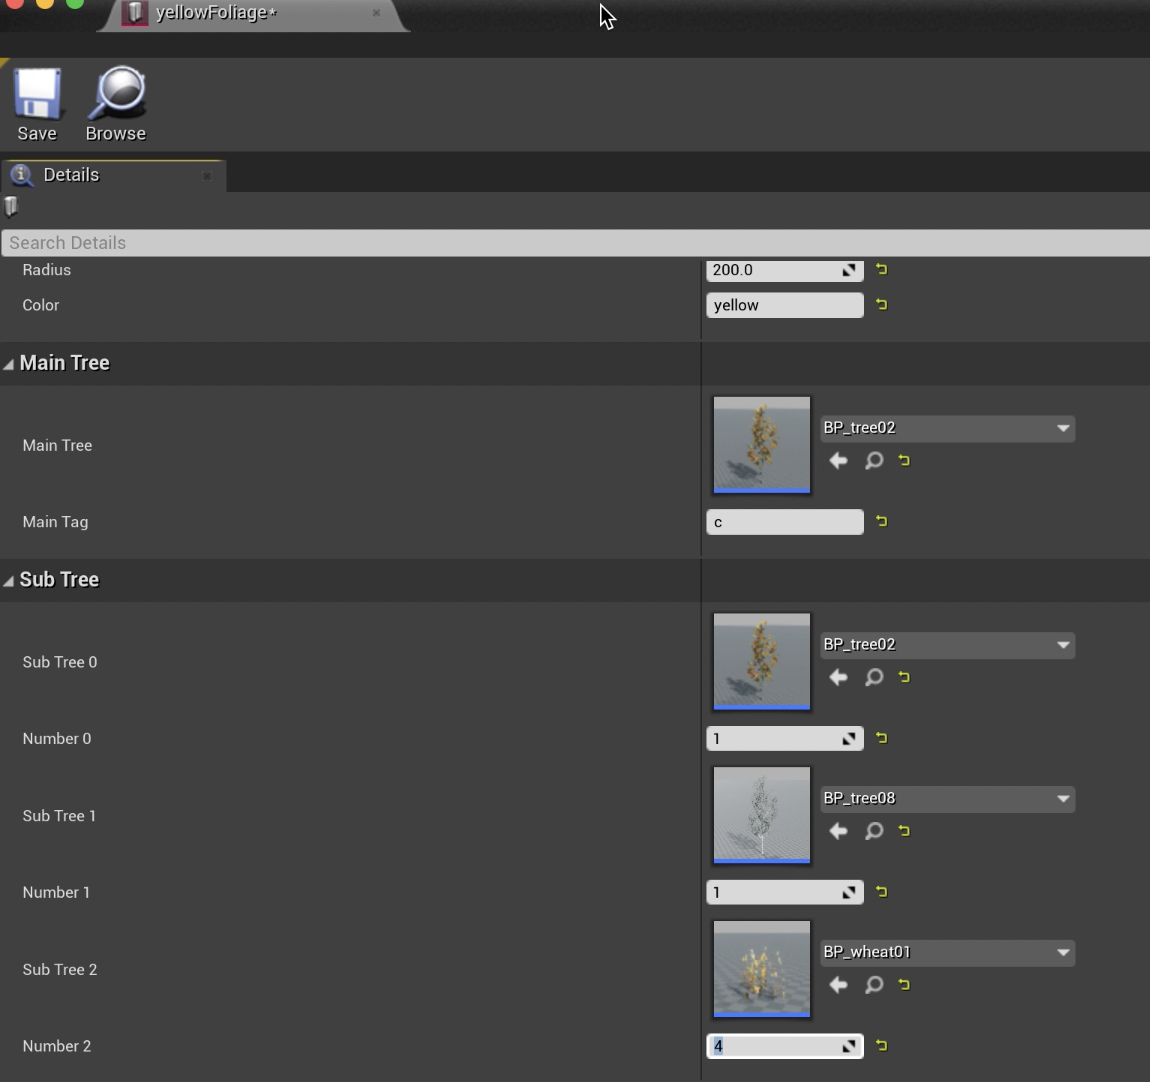 yellowFoliage*
Save Browse
Details
Search Details
Radius 200.0
Color yellow
Main Tree
Main Tree BP_tree02
Main Tag c
Sub Tree
Sub Tree 0 BP_tree02
Number 0 1
Sub Tree 1 BP_tree08
Number 1 1
Sub Tree 2 BP_wheat01
Number 2 4